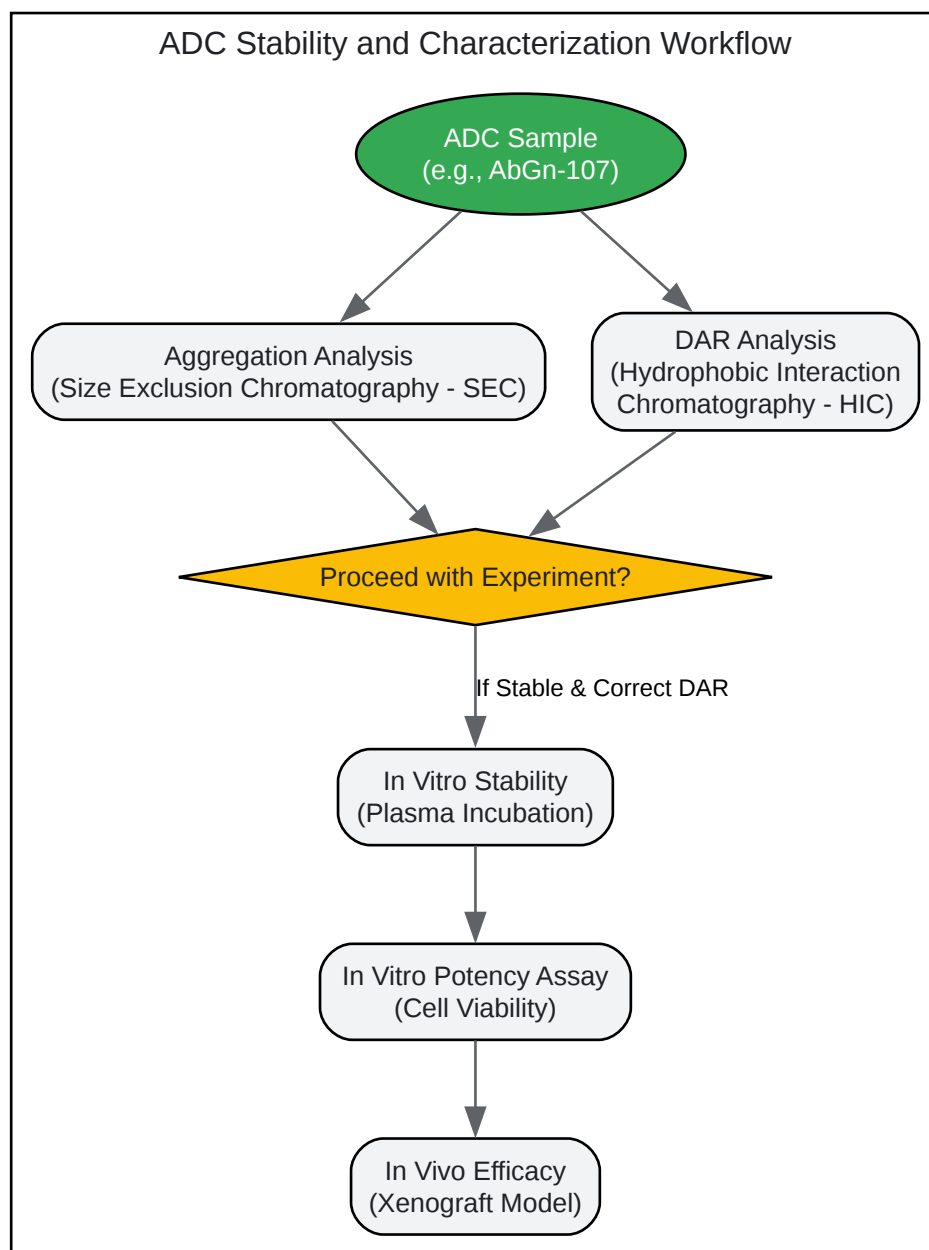 ADC Stability and Characterization Workflow
ADC Sample
(e.g., AbGn-107)
Aggregation Analysis
(Size Exclusion Chromatography - SEC)
DAR Analysis
(Hydrophobic Interaction
Chromatography - HIC)
Proceed with Experiment?
If Stable & Correct DAR
In Vitro Stability
(Plasma Incubation)
In Vitro Potency Assay
(Cell Viability)
In Vivo Efficacy
(Xenograft Model)